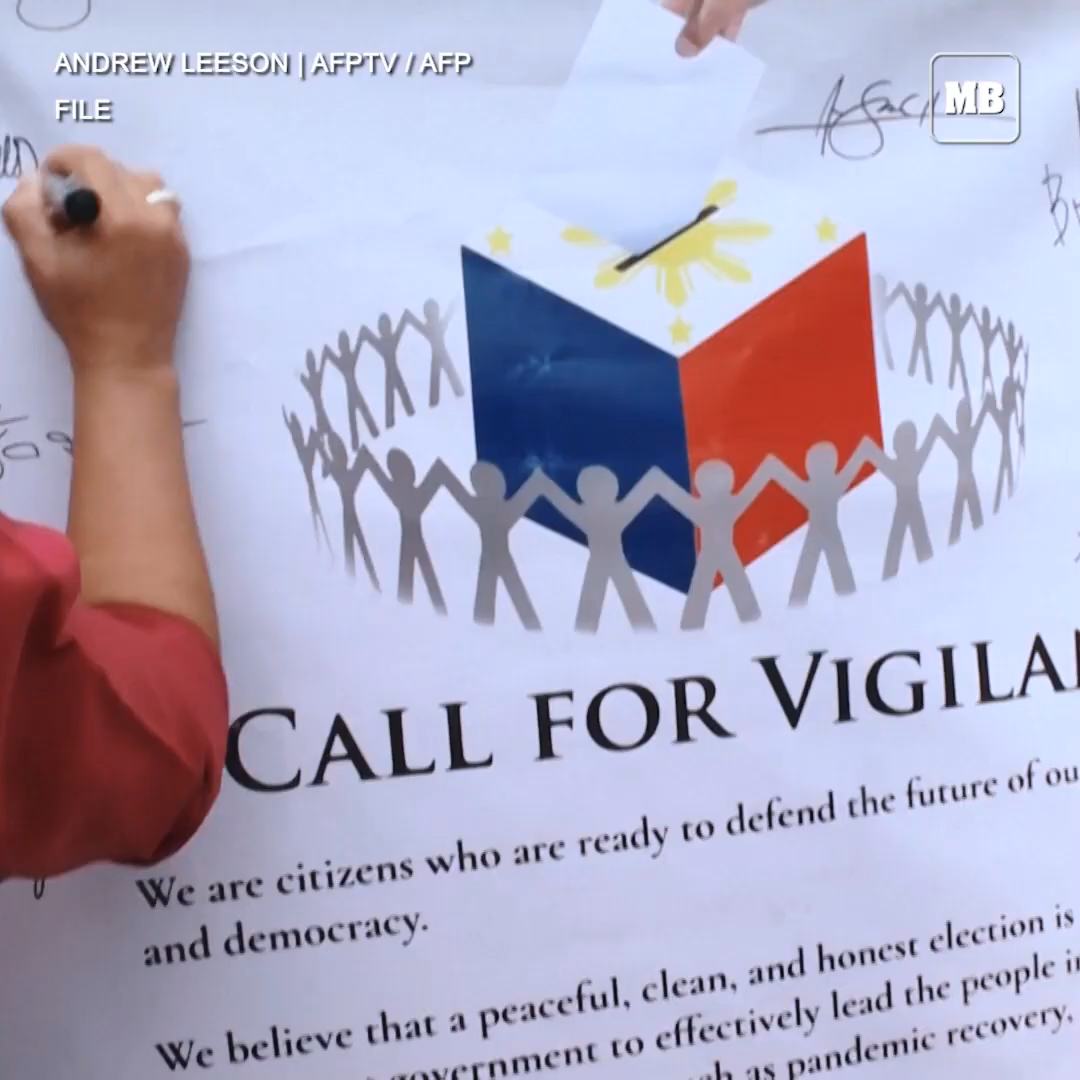 ANDREW LEESON | AFPTV / AFP
FILE
MB
CALL FOR VIGILA
We are citizens who are ready to defend the future of ou
and democracy.
We believe that a peaceful, clean, and honest election is
government to effectively lead the people in
as pandemic recovery,